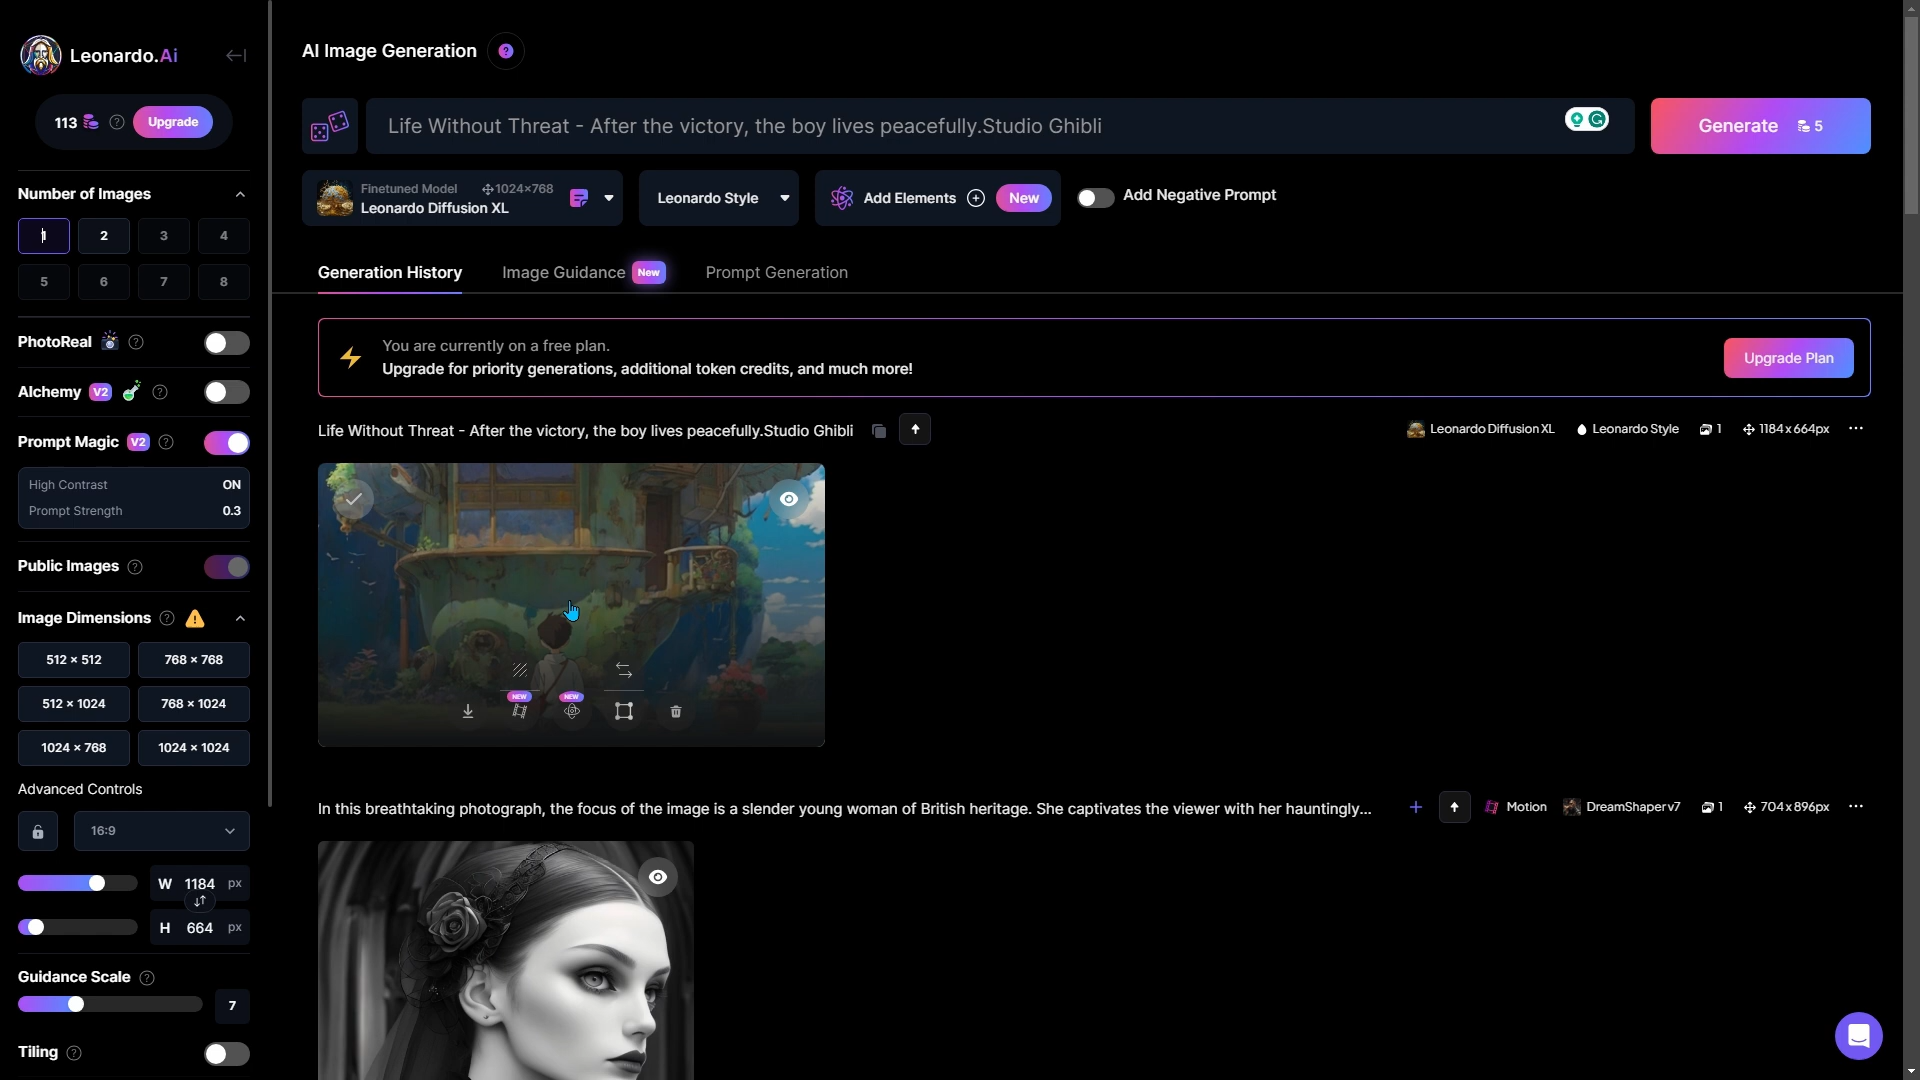 Leonardo.Ai
113 Upgrade
Number of Images
1 2 3 4
5 6 7 8
PhotoReal
Alchemy V2
Prompt Magic V2
High Contrast ON
Prompt Strength 0.3
Public Images
Image Dimensions
512 × 512 768 × 768
512 × 1024 768 × 1024
1024 × 768 1024 × 1024
Advanced Controls
16:9
W 1184 px
H 664 px
Guidance Scale
7
Tiling
AI Image Generation
Life Without Threat - After the victory, the boy lives peacefully.Studio Ghibli
Generate 5
Finetuned Model 1024×768
Leonardo Diffusion XL
Leonardo Style
Add Elements New
Add Negative Prompt
Generation History Image Guidance New Prompt Generation
You are currently on a free plan.
Upgrade for priority generations, additional token credits, and much more!
Upgrade Plan
Life Without Threat - After the victory, the boy lives peacefully.Studio Ghibli
Leonardo Diffusion XL Leonardo Style 1 1184 x 664px
NEW NEW
In this breathtaking photograph, the focus of the image is a slender young woman of British heritage. She captivates the viewer with her hauntingly...
Motion DreamShaper v7 1 704 x 896px